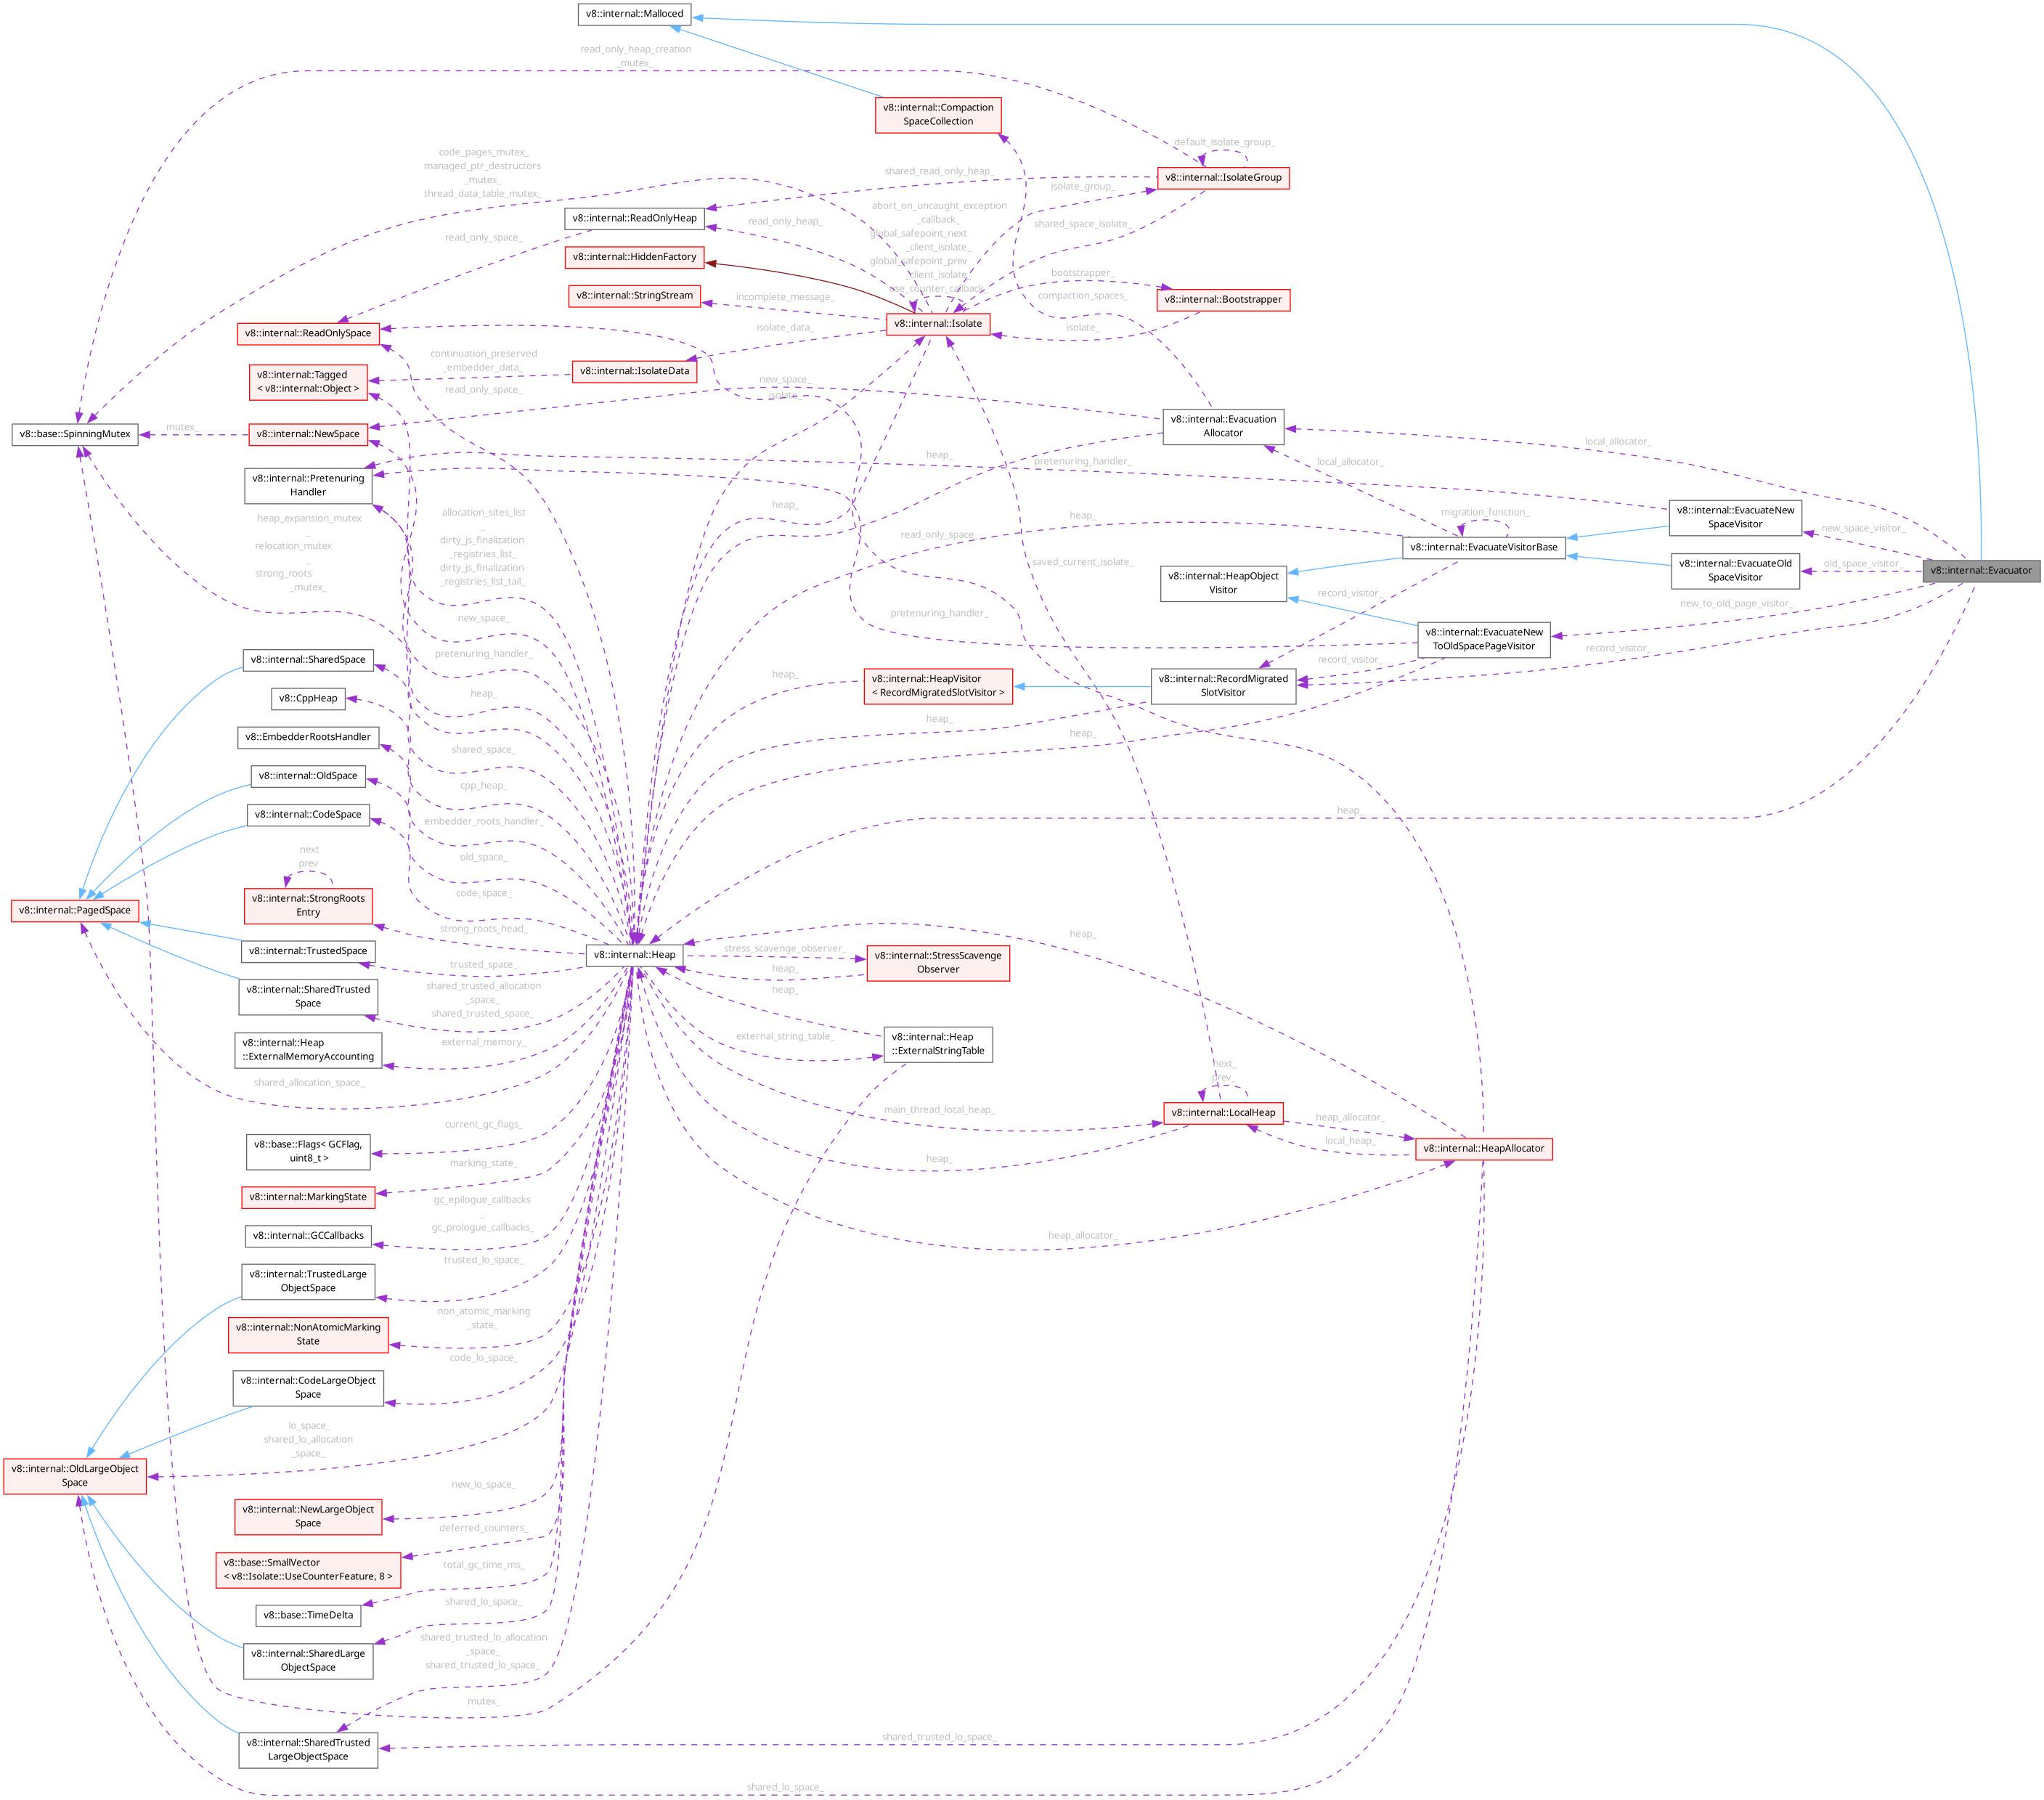 v8::internal::Malloced
read_only_heap_creation
_mutex_
v8::internal::Compaction
SpaceCollection
default_isolate_group_
code_pages_mutex_
managed_ptr_destructors
_mutex_
thread_data_table_mutex_
shared_read_only_heap_
v8::internal::IsolateGroup
isolate_group_
v8::internal::ReadOnlyHeap
read_only_heap_
abort_on_uncaught_exception
_callback_
global_safepoint_next
_client_isolate_
global_safepoint_prev
_client_isolate_
use_counter_callback_
shared_space_isolate_
read_only_space_
v8::internal::HiddenFactory
bootstrapper_
v8::internal::StringStream
incomplete_message_
compaction_spaces_
v8::internal::Bootstrapper
v8::internal::ReadOnlySpace
isolate_data_
v8::internal::Isolate
isolate_
continuation_preserved
_embedder_data_
v8::internal::Tagged
< v8::internal::Object >
v8::internal::IsolateData
read_only_space_
new_space_
isolate_
v8::internal::Evacuation
Allocator
v8::base::SpinningMutex
mutex_
v8::internal::NewSpace
local_allocator_
heap_
pretenuring_handler_
local_allocator_
v8::internal::Pretenuring
Handler
allocation_sites_list
_
dirty_js_finalization
_registries_list_
dirty_js_finalization
_registries_list_tail_
heap_expansion_mutex
_
relocation_mutex
_
strong_roots
_mutex_
heap_
heap_
read_only_space_
migration_function_
v8::internal::EvacuateNew
SpaceVisitor
new_space_visitor_
v8::internal::EvacuateVisitorBase
saved_current_isolate_
v8::internal::HeapObject
Visitor
v8::internal::EvacuateOld
SpaceVisitor
old_space_visitor_
v8::internal::Evacuator
record_visitor_
new_to_old_page_visitor_
new_space_
pretenuring_handler_
pretenuring_handler_
v8::internal::EvacuateNew
ToOldSpacePageVisitor
record_visitor_
v8::internal::SharedSpace
record_visitor_
heap_
v8::internal::HeapVisitor
< RecordMigratedSlotVisitor >
v8::internal::RecordMigrated
SlotVisitor
v8::CppHeap
heap_
heap_
heap_
v8::EmbedderRootsHandler
shared_space_
v8::internal::OldSpace
cpp_heap_
v8::internal::CodeSpace
embedder_roots_handler_
heap_
next
prev
old_space_
code_space_
v8::internal::PagedSpace
v8::internal::StrongRoots
Entry
strong_roots_head_
heap_
v8::internal::TrustedSpace
trusted_space_
v8::internal::Heap
stress_scavenge_observer_
heap_
v8::internal::StressScavenge
Observer
v8::internal::SharedTrusted
Space
shared_trusted_allocation
_space_
shared_trusted_space_
heap_
v8::internal::Heap
::ExternalMemoryAccounting
external_memory_
external_string_table_
v8::internal::Heap
::ExternalStringTable
shared_allocation_space_
next_
prev_
main_thread_local_heap_
v8::internal::LocalHeap
heap_allocator_
current_gc_flags_
v8::base::Flags< GCFlag,
uint8_t >
heap_
local_heap_
v8::internal::HeapAllocator
marking_state_
v8::internal::MarkingState
gc_epilogue_callbacks
_
gc_prologue_callbacks_
v8::internal::GCCallbacks
heap_allocator_
trusted_lo_space_
v8::internal::TrustedLarge
ObjectSpace
non_atomic_marking
_state_
v8::internal::NonAtomicMarking
State
code_lo_space_
v8::internal::CodeLargeObject
Space
lo_space_
shared_lo_allocation
_space_
v8::internal::OldLargeObject
Space
new_lo_space_
v8::internal::NewLargeObject
Space
deferred_counters_
v8::base::SmallVector
< v8::Isolate::UseCounterFeature, 8 >
total_gc_time_ms_
v8::base::TimeDelta
shared_lo_space_
v8::internal::SharedLarge
ObjectSpace
shared_trusted_lo_allocation
_space_
shared_trusted_lo_space_
mutex_
v8::internal::SharedTrusted
LargeObjectSpace
shared_trusted_lo_space_
shared_lo_space_